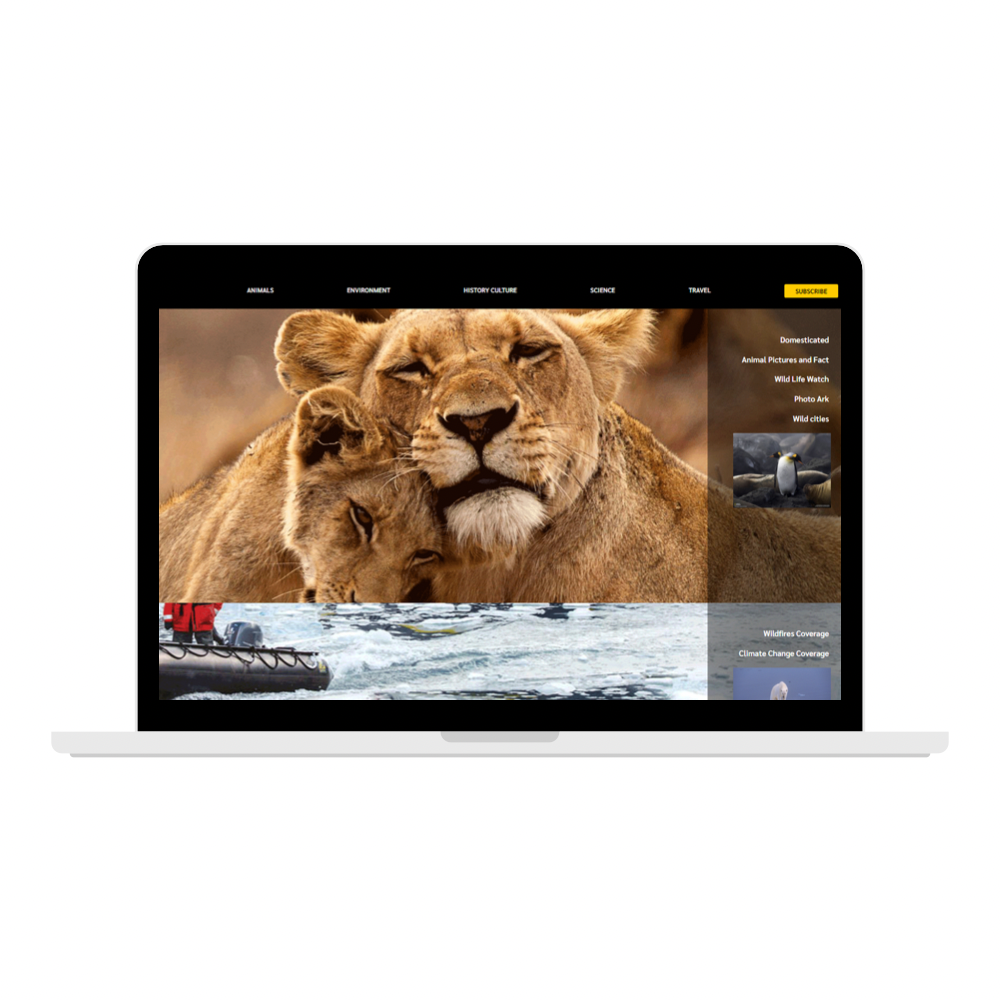 ANIMALS
ENVIRONMENT
HISTORY CULTURE
SCIENCE
TRAVEL
SUBSCRIBE
Domesticated
Animal Pictures and Fact
Wild Life Watch
Photo Ark
Wild cities
Wildfires Coverage
Climate Change Coverage